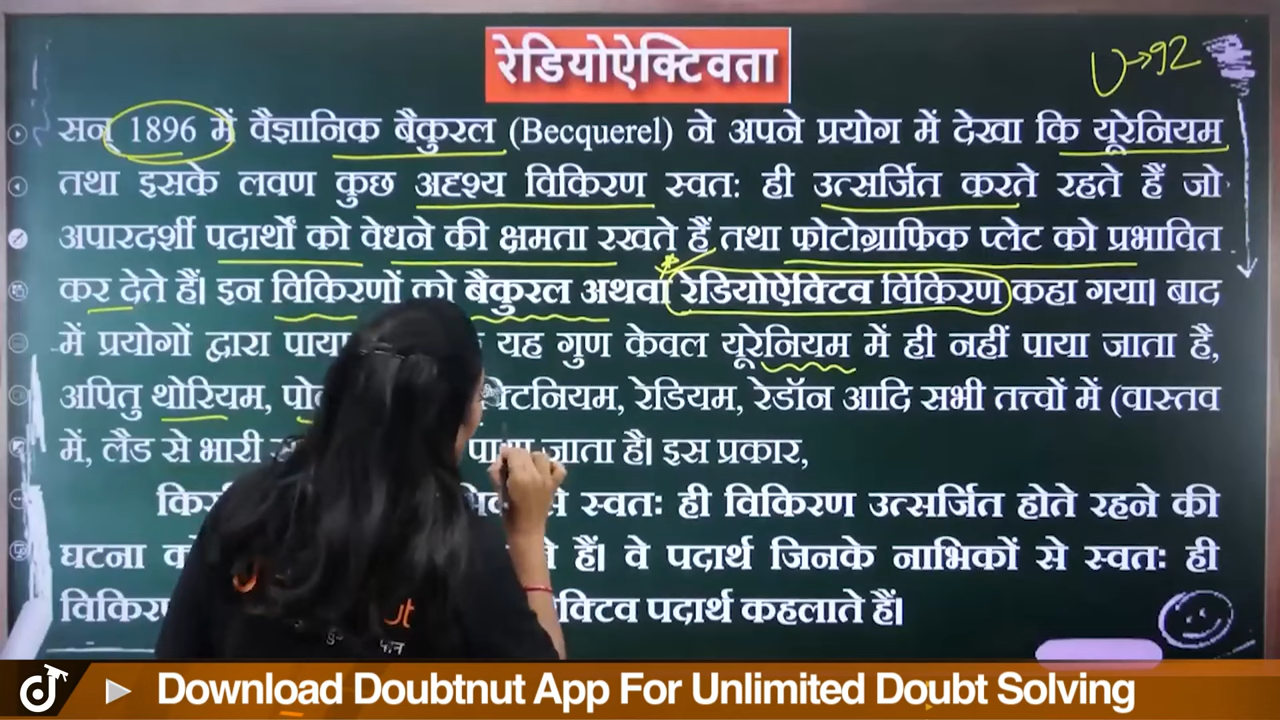 रेडियोऐक्टिवता
U→92
सन् 1896 में वैज्ञानिक बैकुरल (Becquerel) ने अपने प्रयोग में देखा कि यूरेनियम
तथा इसके लवण कुछ अदृश्य विकिरण स्वत: ही उत्सर्जित करते रहते हैं जो
अपारदर्शी पदार्थों को वेधने की क्षमता रखते हैं तथा फोटोग्राफिक प्लेट को प्रभावित
कर देते हैं। इन विकिरणों को बैकुरल अथवा रेडियोऐक्टिव विकिरण कहा गया। बाद
में प्रयोगों द्वारा यह गुण केवल यूरेनियम में ही नहीं पाया जाता है,
अपितु थोरियम, रेडियम, रेडॉन आदि सभी तत्त्वों में (वास्तव
में, लैड से भारी जाता है। इस प्रकार,
स्वतः ही विकिरण उत्सर्जित होते रहने की
घटना हैं। वे पदार्थ जिनके नाभिकों से स्वतः ही
पदार्थ कहलाते हैं।
Download Doubtnut App For Unlimited Doubt Solving